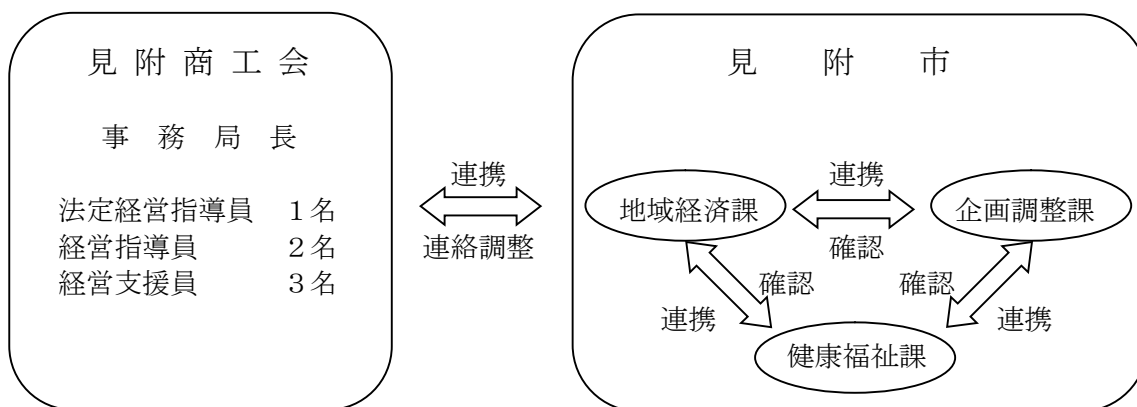 見附商工会
事務局長
法定経営指導員 １名
経営指導員 ２名
経営支援員 ３名
連携
連絡調整
見附市
地域経済課
連携
確認
企画調整課
確認
連携
確認
連携
健康福祉課